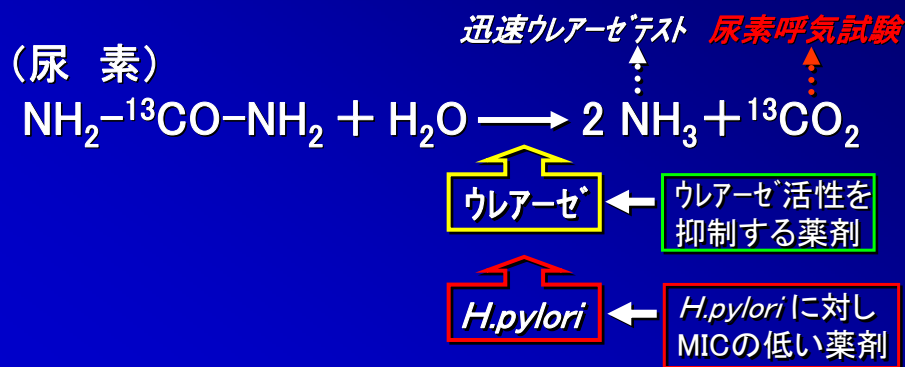 迅速ウレアーゼテスト 尿素呼気試験
（尿 素）
NH₂−¹³CO−NH₂＋H₂O → 2 NH₃＋¹³CO₂
ウレアーゼ
ウレアーゼ活性を
抑制する薬剤
H.pylori
H.pylori に対し
MICの低い薬剤